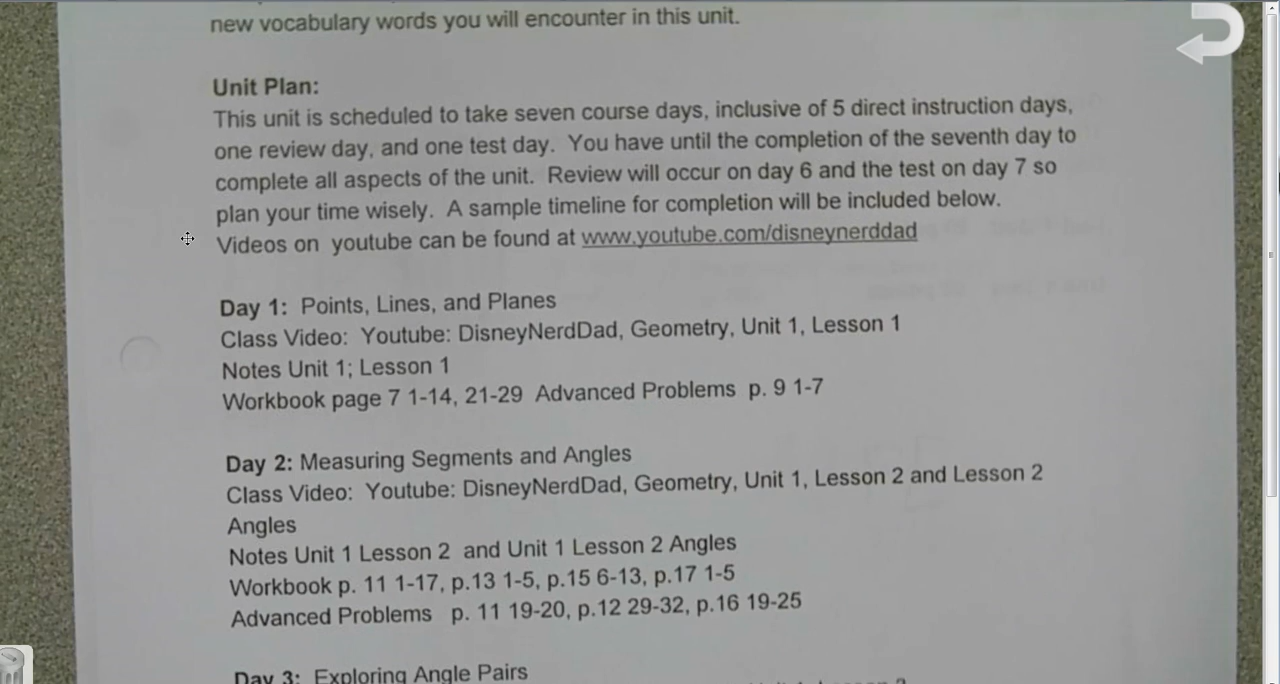 new vocabulary words you will encounter in this unit.
Unit Plan:
This unit is scheduled to take seven course days, inclusive of 5 direct instruction days,
one review day, and one test day.  You have until the completion of the seventh day to
complete all aspects of the unit.  Review will occur on day 6 and the test on day 7 so
plan your time wisely.  A sample timeline for completion will be included below.
Videos on  youtube can be found at www.youtube.com/disneynerddad
Day 1:  Points, Lines, and Planes
Class Video:  Youtube: DisneyNerdDad, Geometry, Unit 1, Lesson 1
Notes Unit 1; Lesson 1
Workbook page 7 1-14, 21-29  Advanced Problems  p. 9 1-7
Day 2: Measuring Segments and Angles
Class Video:  Youtube: DisneyNerdDad, Geometry, Unit 1, Lesson 2 and Lesson 2
Angles
Notes Unit 1 Lesson 2  and Unit 1 Lesson 2 Angles
Workbook p. 11 1-17, p.13 1-5, p.15 6-13, p.17 1-5
Advanced Problems   p. 11 19-20, p.12 29-32, p.16 19-25
Day 3:  Exploring Angle Pairs